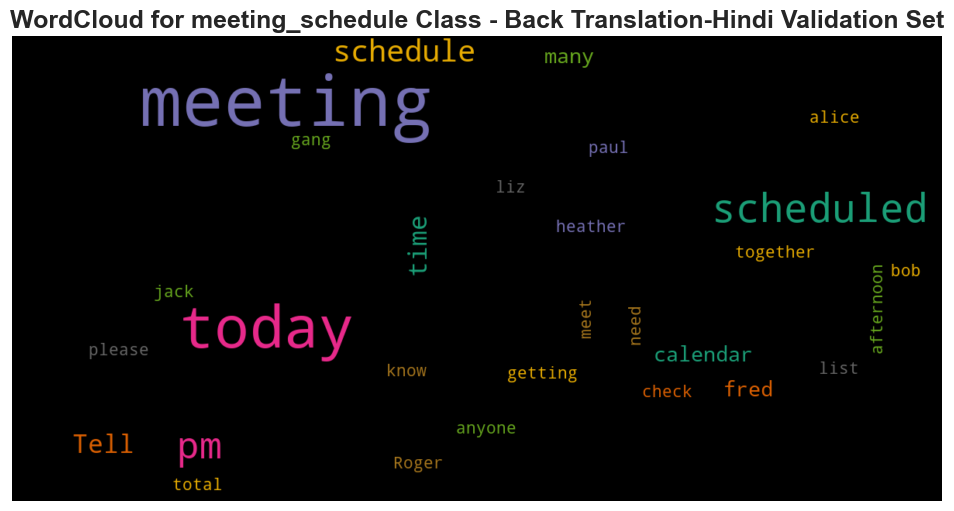 WordCloud for meeting_schedule Class - Back Translation-Hindi Validation Set
schedule
many
meeting
alice
gang
paul
liz
scheduled
heather
time
together
bob
afternoon
jack
today
meet
need
please
calendar
know
getting
list
check
fred
anyone
Tell
pm
Roger
total